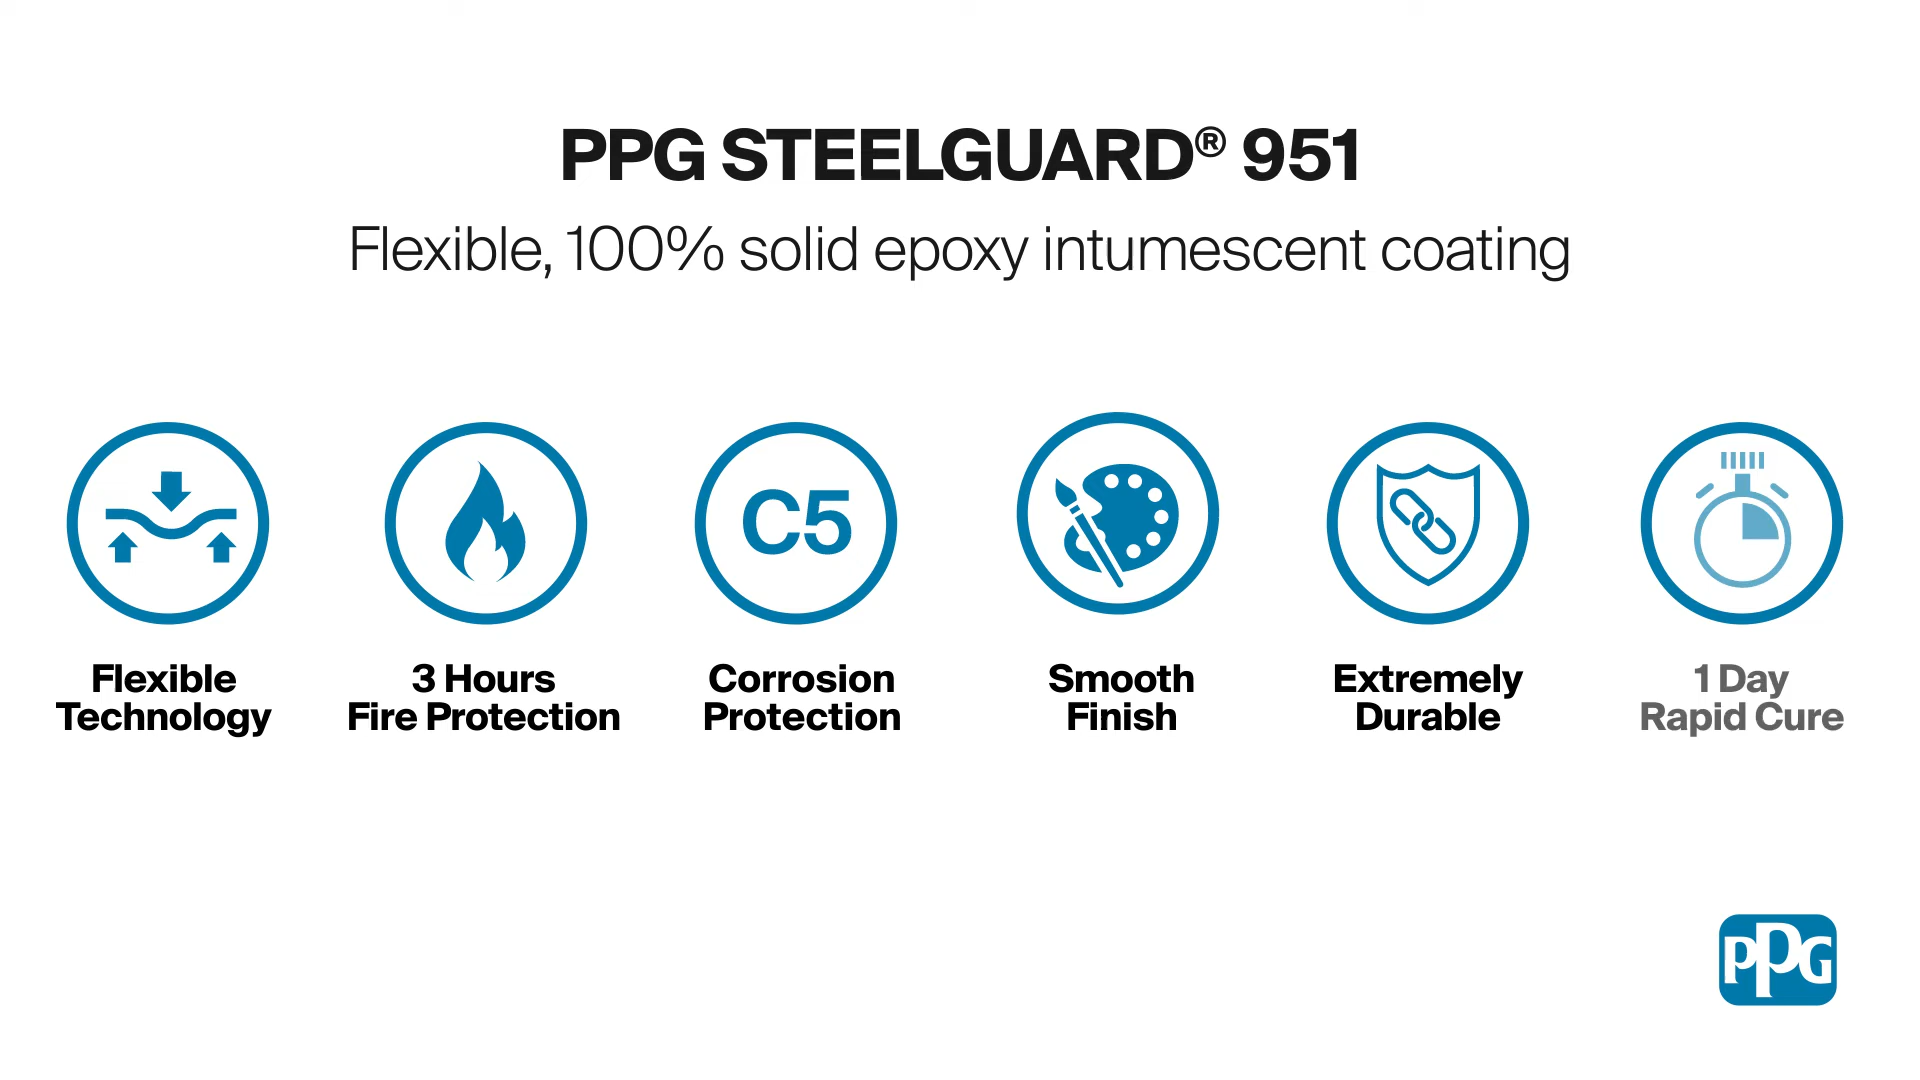 PPG STEELGUARD® 951
Flexible, 100% solid epoxy intumescent coating
C5
Flexible
Technology
3 Hours
Fire Protection
Corrosion
Protection
Smooth
Finish
Extremely
Durable
1 Day
Rapid Cure
PPG